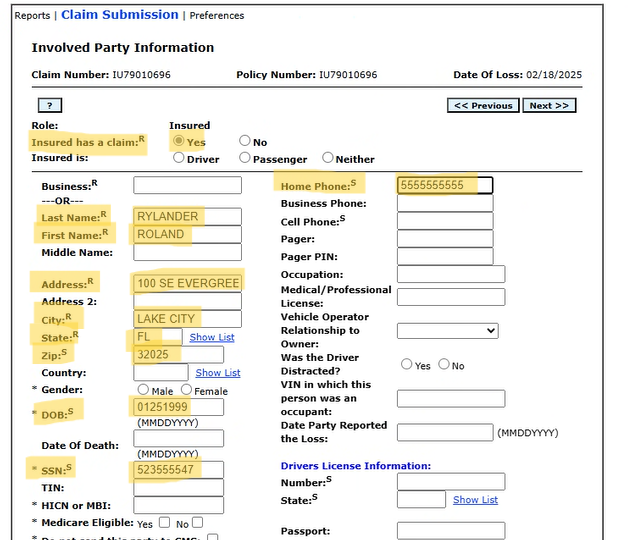 Reports | Claim Submission | Preferences
Involved Party Information
Claim Number: IU79010696 Policy Number: IU79010696 Date Of Loss: 02/18/2025
? << Previous Next >>
Role: Insured
Insured has a claim:R Yes No
Insured is: Driver Passenger Neither
Business:R
---OR---
Last Name:R RYLANDER
First Name:R ROLAND
Middle Name:
Address:R 100 SE EVERGREE
Address 2:
City:R LAKE CITY
State:R FL Show List
Zip:S 32025
Country: Show List
* Gender: Male Female
* DOB:S 01251999
(MMDDYYYY)
Date Of Death:
(MMDDYYYY)
* SSN:S 523555547
TIN:
* HICN or MBI:
* Medicare Eligible: Yes No
* Do not send this party to CMS:
Home Phone:S 5555555555
Business Phone:
Cell Phone:S
Pager:
Pager PIN:
Occupation:
Medical/Professional
License:
Vehicle Operator
Relationship to
Owner:
Was the Driver
Distracted? Yes No
VIN in which this
person was an
occupant:
Date Party Reported
the Loss: (MMDDYYYY)
Drivers License Information:
Number:S
State:S Show List
Passport: